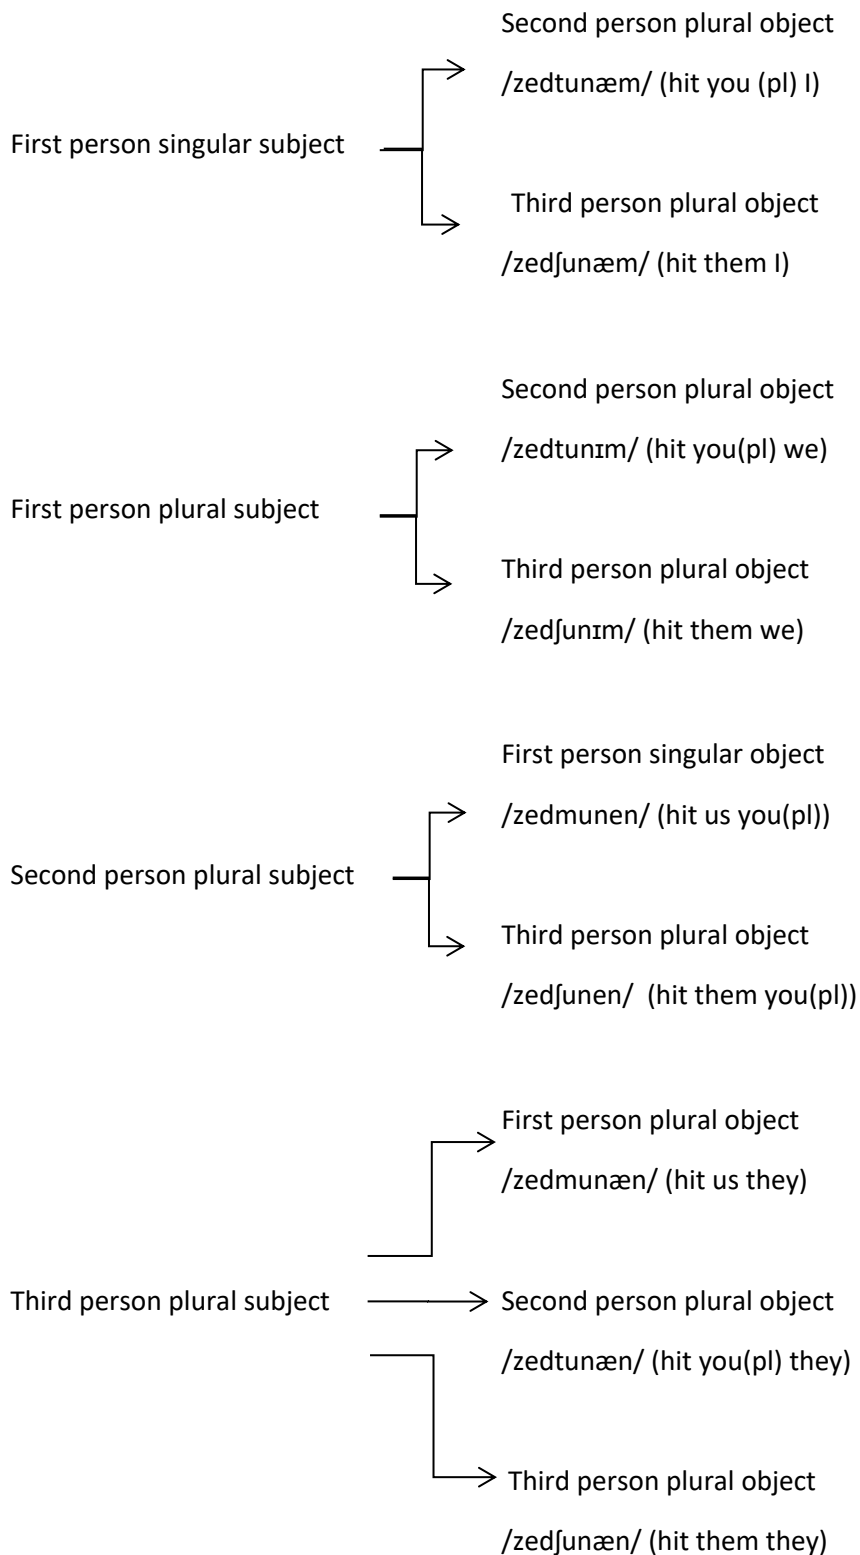 Second person plural object
/zedtunæm/ (hit you (pl) I)
First person singular subject
Third person plural object
/zedʃunæm/ (hit them I)
Second person plural object
/zedtunɪm/ (hit you(pl) we)
First person plural subject
Third person plural object
/zedʃunɪm/ (hit them we)
First person singular object
/zedmunen/ (hit us you(pl))
Second person plural subject
Third person plural object
/zedʃunen/ (hit them you(pl))
First person plural object
/zedmunæn/ (hit us they)
Third person plural subject
Second person plural object
/zedtunæn/ (hit you(pl) they)
Third person plural object
/zedʃunæn/ (hit them they)